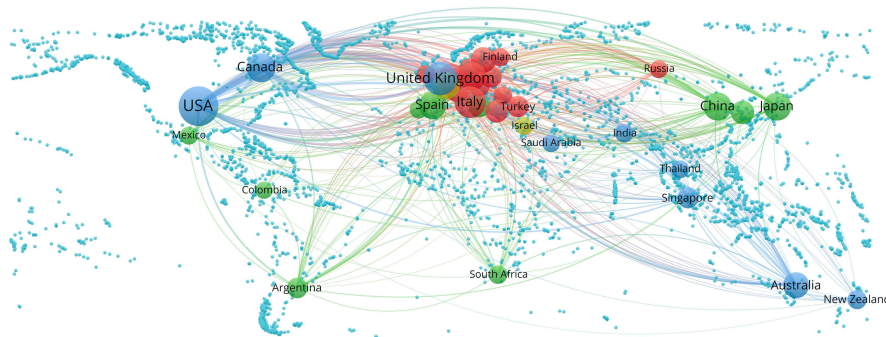 Finland
Canada
Russia
United Kingdom
USA
Spain
Italy
Turkey
China
Japan
Israel
Mexico
India
Saudi Arabia
Thailand
Colombia
Singapore
South Africa
Argentina
Australia
New Zealand